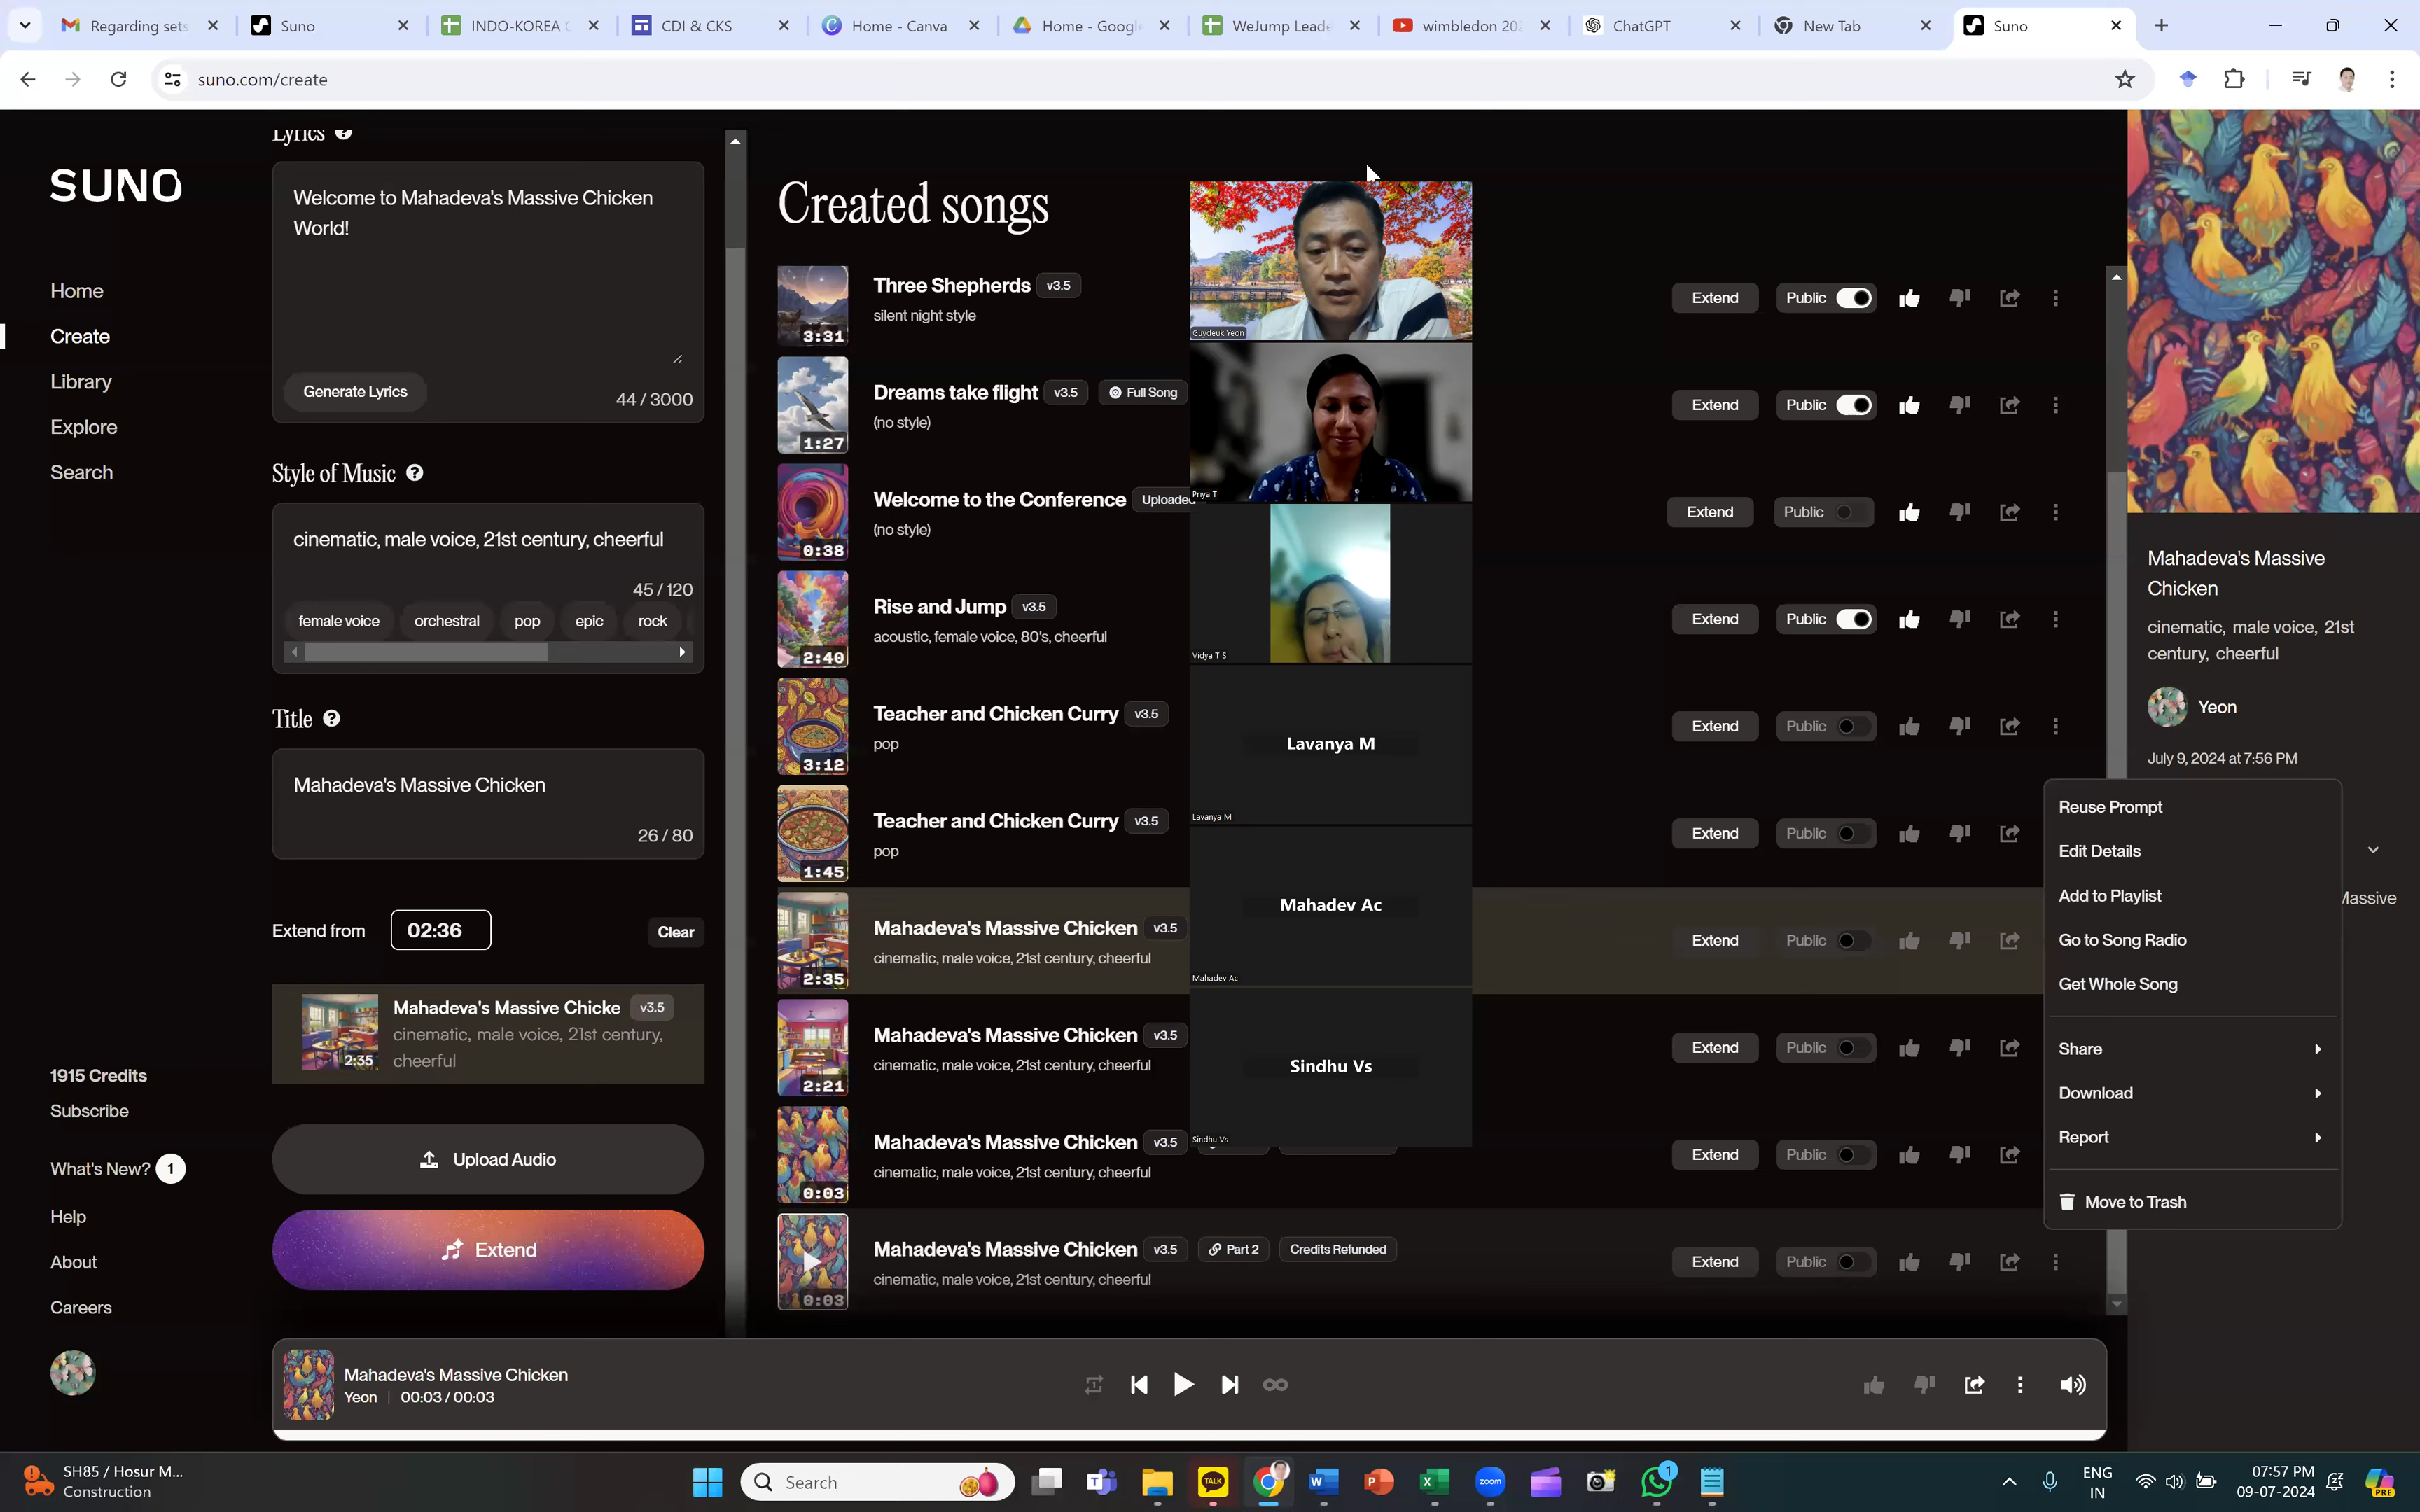 Regarding sets
Suno
INDO-KOREA C
CDI & CKS
Home - Canva
Home - Google
WeJump Leade
wimbledon 202
ChatGPT
New Tab
Suno
suno.com/create
SUNO
Home
Create
Library
Explore
Search
1915 Credits
Subscribe
What's New? 1
Help
About
Careers
Lyrics ?
Welcome to Mahadeva's Massive Chicken
World!
Generate Lyrics
44 / 3000
Style of Music ?
cinematic, male voice, 21st century, cheerful
45 / 120
female voice orchestral pop epic rock
Title ?
Mahadeva's Massive Chicken
26 / 80
Extend from 02:36 Clear
Mahadeva's Massive Chicke v3.5
cinematic, male voice, 21st century,
cheerful
2:35
Upload Audio
Extend
Created songs
Three Shepherds v3.5
silent night style
3:31
Extend Public
Dreams take flight v3.5 Full Song
(no style)
1:27
Extend Public
Welcome to the Conference Uploaded
(no style)
0:38
Extend Public
Rise and Jump v3.5
acoustic, female voice, 80's, cheerful
2:40
Extend Public
Teacher and Chicken Curry v3.5
pop
3:12
Extend Public
Teacher and Chicken Curry v3.5
pop
1:45
Extend Public
Mahadeva's Massive Chicken v3.5
cinematic, male voice, 21st century, cheerful
2:35
Extend Public
Mahadeva's Massive Chicken v3.5
cinematic, male voice, 21st century, cheerful
2:21
Extend Public
Mahadeva's Massive Chicken v3.5
cinematic, male voice, 21st century, cheerful
0:03
Extend Public
Mahadeva's Massive Chicken v3.5 Part 2 Credits Refunded
cinematic, male voice, 21st century, cheerful
0:03
Extend Public
Guydeuk Yeon
Priya T
Vidya T S
Lavanya M
Lavanya M
Mahadev Ac
Mahadev Ac
Sindhu Vs
Sindhu Vs
Mahadeva's Massive
Chicken
cinematic, male voice, 21st
century, cheerful
Yeon
July 9, 2024 at 7:56 PM
Massive
Reuse Prompt
Edit Details
Add to Playlist
Go to Song Radio
Get Whole Song
Share
Download
Report
Move to Trash
Mahadeva's Massive Chicken
Yeon | 00:03 / 00:03
SH85 / Hosur M...
Construction
Search
TALK
zoom
1
PRE
ENG
IN
07:57 PM
09-07-2024